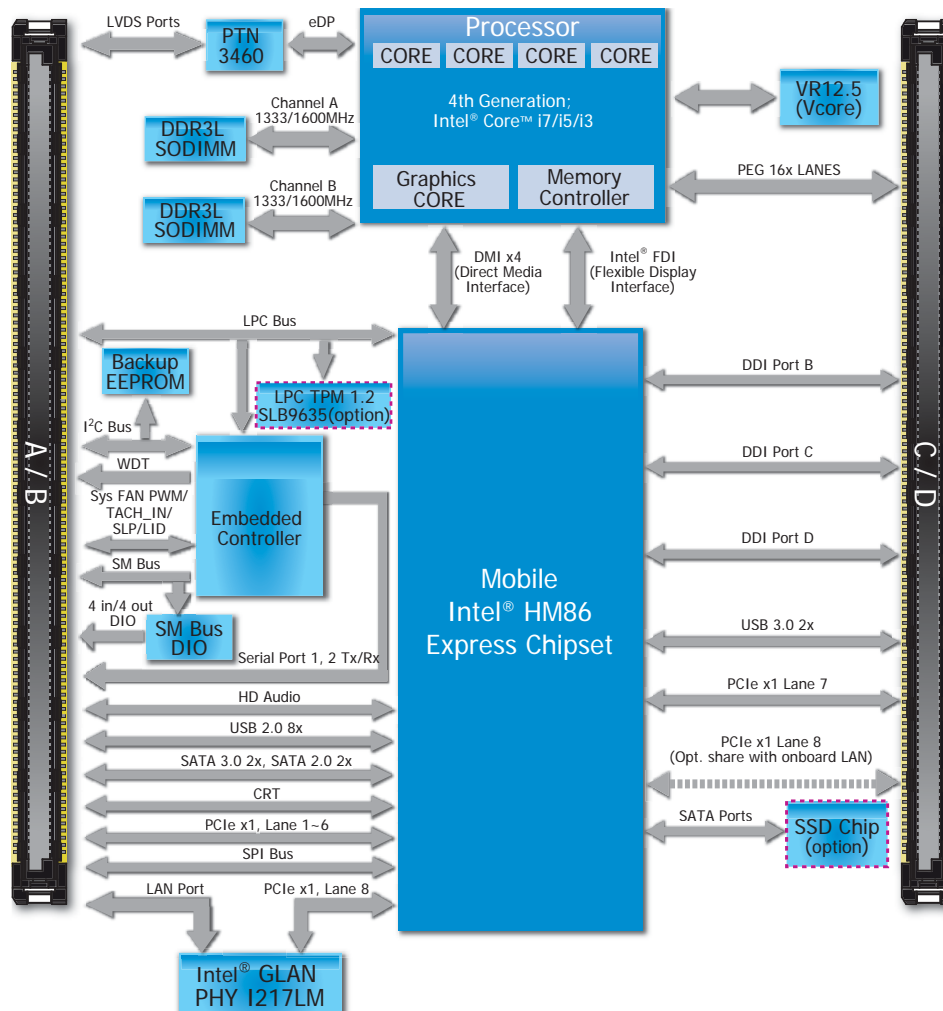 LVDS Ports
PTN
3460
eDP
Processor
CORE CORE CORE CORE
4th Generation;
Intel® Core™ i7/i5/i3
Graphics
CORE
Memory
Controller
VR12.5
(Vcore)
Channel A
1333/1600MHz
DDR3L
SODIMM
Channel B
1333/1600MHz
DDR3L
SODIMM
PEG 16x LANES
DMI x4
(Direct Media
Interface)
Intel® FDI
(Flexible Display
Interface)
LPC Bus
Backup
EEPROM
LPC TPM 1.2
SLB9635(option)
I²C Bus
WDT
Sys FAN PWM/
TACH_IN/
SLP/LID
SM Bus
Embedded
Controller
4 in/4 out
DIO
SM Bus
DIO
Serial Port 1, 2 Tx/Rx
HD Audio
USB 2.0 8x
SATA 3.0 2x, SATA 2.0 2x
CRT
PCIe x1, Lane 1~6
SPI Bus
LAN Port
PCIe x1, Lane 8
Intel® GLAN
PHY I217LM
Mobile
Intel® HM86
Express Chipset
DDI Port B
DDI Port C
DDI Port D
USB 3.0 2x
PCIe x1 Lane 7
PCIe x1 Lane 8
(Opt. share with onboard LAN)
SATA Ports
SSD Chip
(option)
A / B
C / D